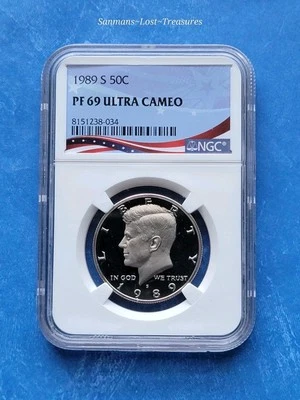 Sanmans~Lost~Treasures
1989 S 50C
PF 69 ULTRA CAMEO
8151238-034
NGC®
LIBERTY
IN GOD WE TRUST
S
1989